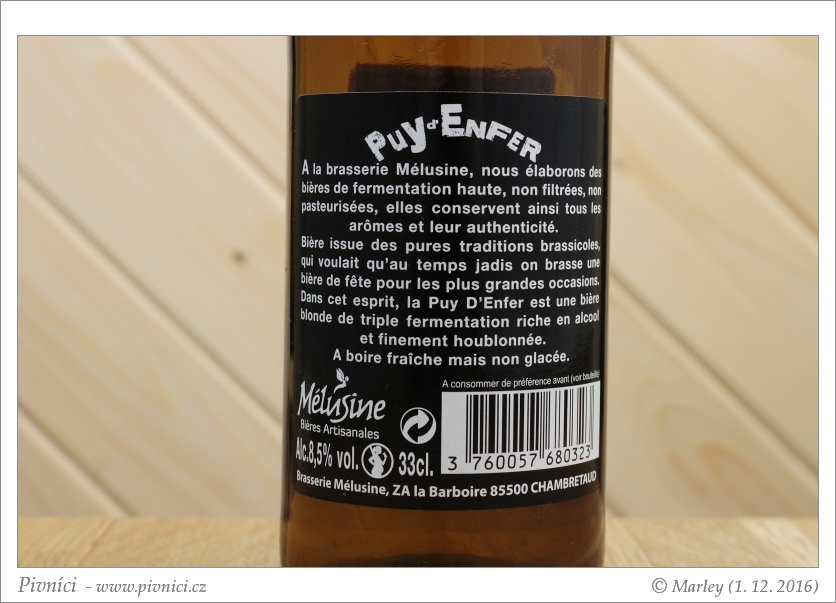 Puy d'Enfer
A la brasserie Mélusine, nous élaborons des
bières de fermentation haute, non filtrées, non
pasteurisées, elles conservent ainsi tous les
arômes et leur authenticité.
Bière issue des pures traditions brassicoles,
qui voulait qu'au temps jadis on brasse une
bière de fête pour les plus grandes occasions.
Dans cet esprit, la Puy D'Enfer est une bière
blonde de triple fermentation riche en alcool
et finement houblonnée.
A boire fraîche mais non glacée.
A consommer de préférence avant (voir bouteille)
Mélusine
Bières Artisanales
Alc.8,5% vol. 33cl.
3 760057 680323
Brasserie Mélusine, ZA la Barboire 85500 CHAMBRETAUD
Pivníci - www.pivnici.cz
© Marley (1. 12. 2016)